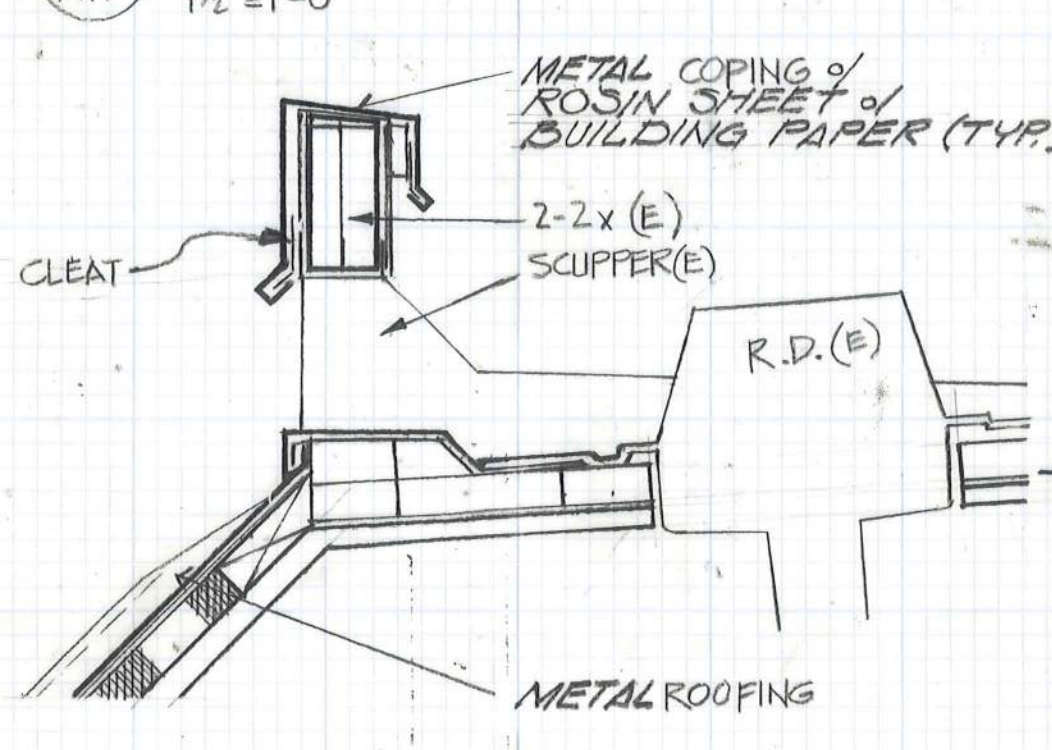 1½"=1'-0"
METAL COPING o/
ROSIN SHEET o/
BUILDING PAPER (TYP.
2-2x (E)
SCUPPER(E)
CLEAT
R.D.(E)
METAL ROOFING